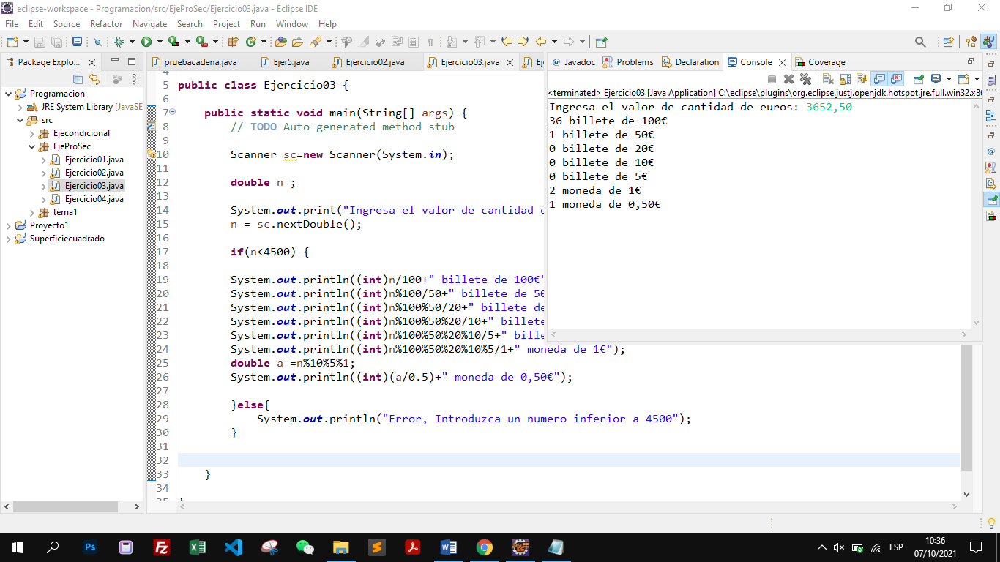 eclipse-workspace - Programacion/src/EjeProSec/Ejercicio03.java - Eclipse IDE
File Edit Source Refactor Navigate Search Project Run Window Help
Package Explo...
Programacion
JRE System Library [JavaSE
src
Ejecondicional
EjeProSec
Ejercicio01.java
Ejercicio02.java
Ejercicio03.java
Ejercicio04.java
tema1
Proyecto1
Superficiecuadrado
pruebacadena.java Ejer5.java Ejercicio02.java Ejercicio03.java Ej
4
5 public class Ejercicio03 {
6
7 public static void main(String[] args) {
8 // TODO Auto-generated method stub
9
10 Scanner sc=new Scanner(System.in);
11
12 double n ;
13
14 System.out.print("Ingresa el valor de cantidad
15 n = sc.nextDouble();
16
17 if(n<4500) {
18
19 System.out.println((int)n/100+" billete de 100€"
20 System.out.println((int)n%100/50+" billete de 50
21 System.out.println((int)n%100%50/20+" billete de
22 System.out.println((int)n%100%50%20/10+" billete
23 System.out.println((int)n%100%50%20%10/5+" bille
24 System.out.println((int)n%100%50%20%10%5/1+" moneda de 1€");
25 double a =n%10%5%1;
26 System.out.println((int)(a/0.5)+" moneda de 0,50€");
27
28 }else{
29 System.out.println("Error, Introduzca un numero inferior a 4500");
30 }
31
32
33 }
34
35 }
Javadoc Problems Declaration Console Coverage
<terminated> Ejercicio03 [Java Application] C:\eclipse\plugins\org.eclipse.justj.openjdk.hotspot.jre.full.win32.x86
Ingresa el valor de cantidad de euros: 3652,50
36 billete de 100€
1 billete de 50€
0 billete de 20€
0 billete de 10€
0 billete de 5€
2 moneda de 1€
1 moneda de 0,50€
ESP
10:36
07/10/2021